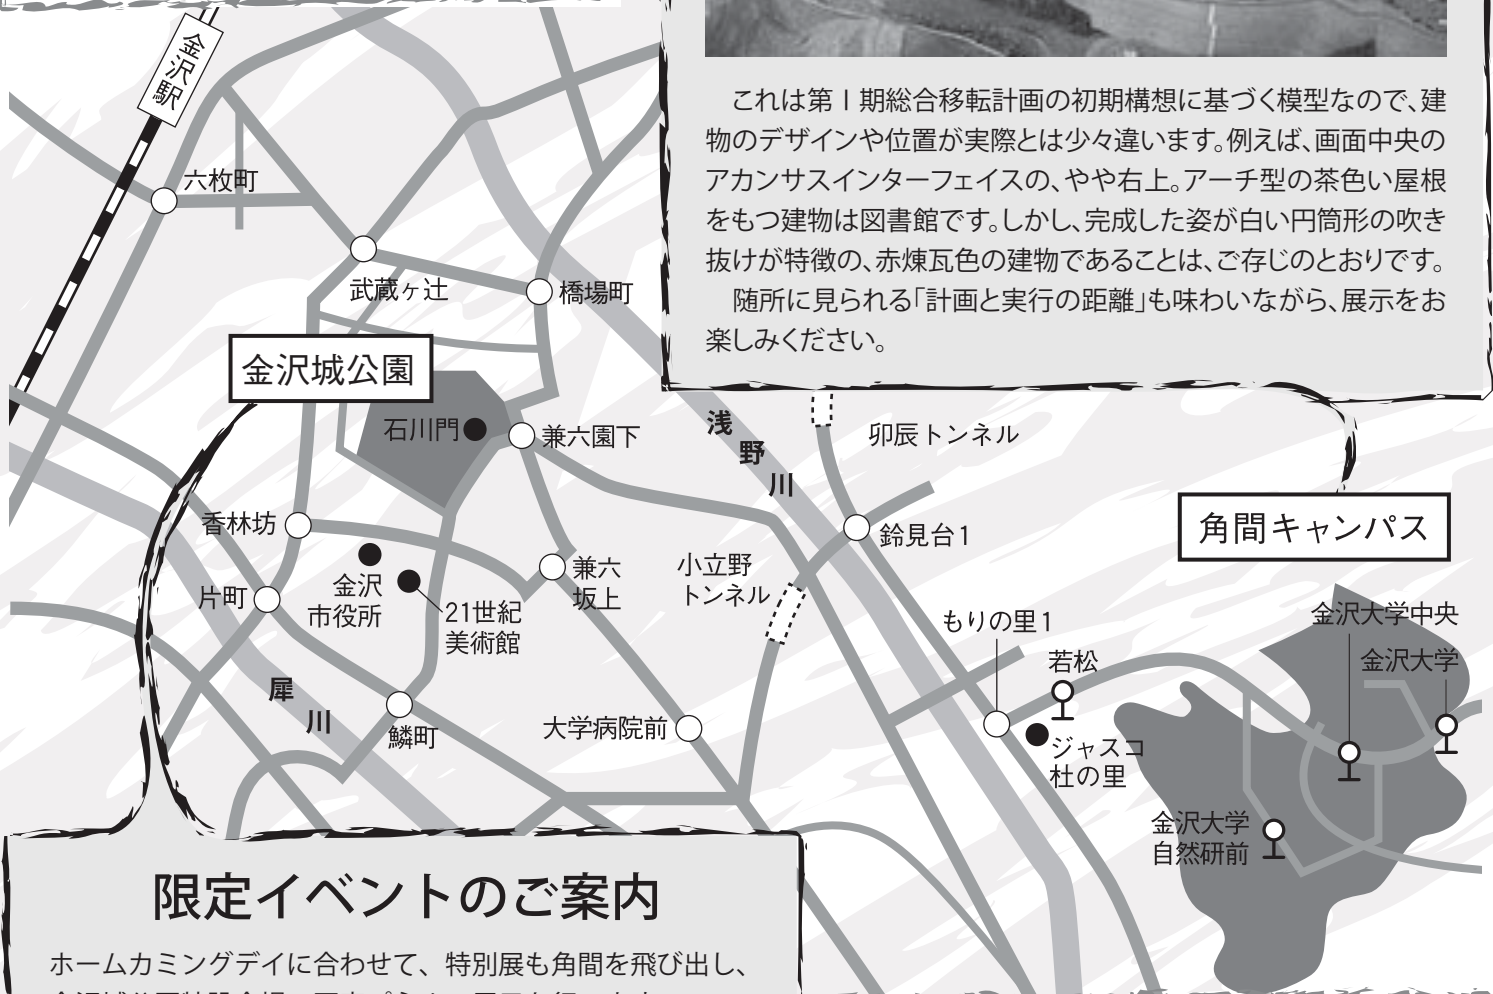 これは第Ⅰ期総合移転計画の初期構想に基づく模型なので、建
物のデザインや位置が実際とは少々違います。例えば、画面中央の
アカンサスインターフェイスの、やや右上。アーチ型の茶色い屋根
をもつ建物は図書館です。しかし、完成した姿が白い円筒形の吹き
抜けが特徴の、赤煉瓦色の建物であることは、ご存じのとおりです。
随所に見られる「計画と実行の距離」も味わいながら、展示をお
楽しみください。
金沢駅
六枚町
武蔵ヶ辻
橋場町
金沢城公園
石川門
兼六園下
浅野川
卯辰トンネル
角間キャンパス
香林坊
鈴見台1
金沢
市役所
兼六
坂上
小立野
トンネル
片町
21世紀
美術館
もりの里1
若松
金沢大学中央
金沢大学
犀川
鱗町
大学病院前
ジャスコ
杜の里
金沢大学
自然研前
限定イベントのご案内
ホームカミングデイに合わせて、特別展も角間を飛び出し、